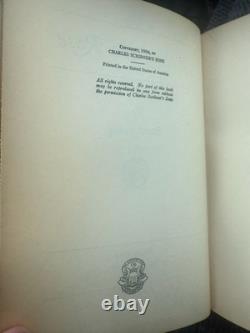 COPYRIGHT, 1934, BY
CHARLES SCRIBNER'S SONS
Printed in the United States of America
All rights reserved. No part of this book
may be reproduced in any form without
the permission of Charles Scribner's Sons